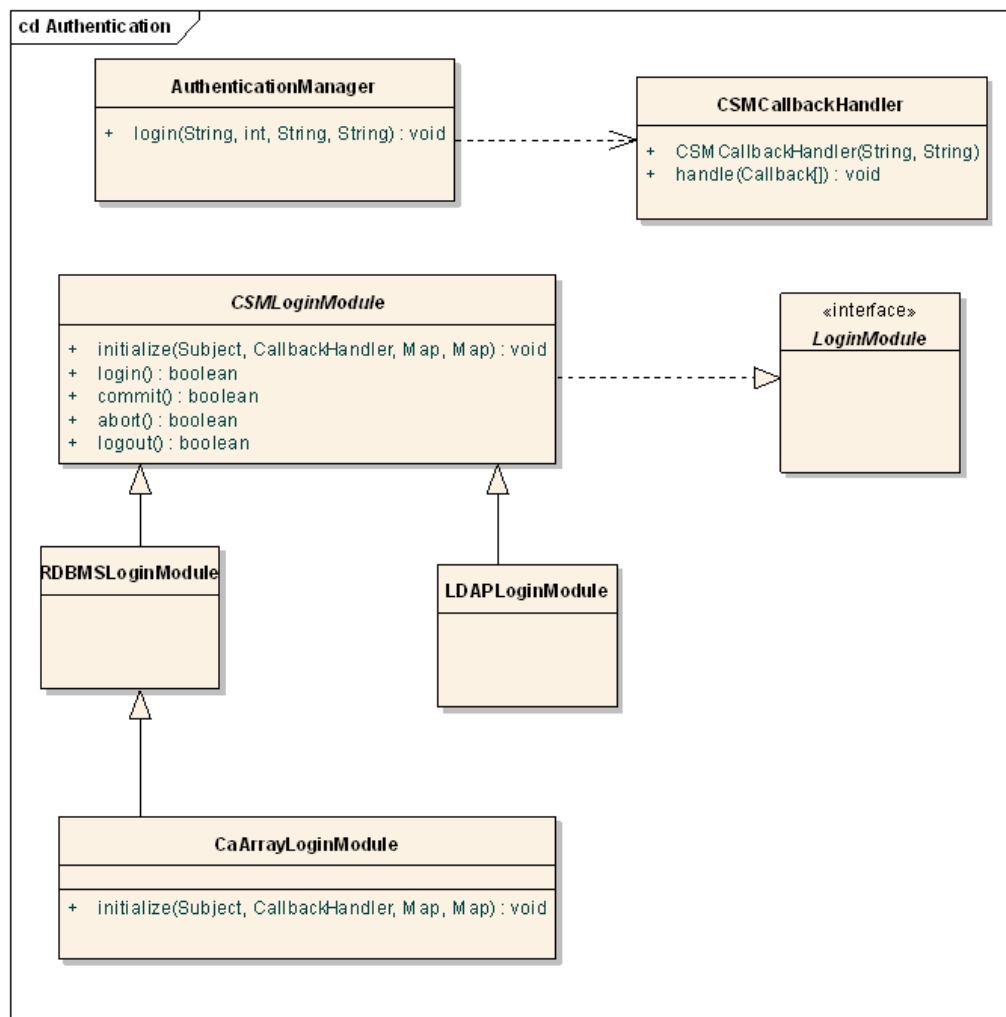 cd Authentication
AuthenticationManager
+ login(String, int, String, String) : void
CSMCallbackHandler
+ CSMCallbackHandler(String, String)
+ handle(Callback[]) : void
CSMLoginModule
+ initialize(Subject, CallbackHandler, Map, Map) : void
+ login() : boolean
+ commit() : boolean
+ abort() : boolean
+ logout() : boolean
«interface»
LoginModule
RDBMSLoginModule
LDAPLoginModule
CaArrayLoginModule
+ initialize(Subject, CallbackHandler, Map, Map) : void